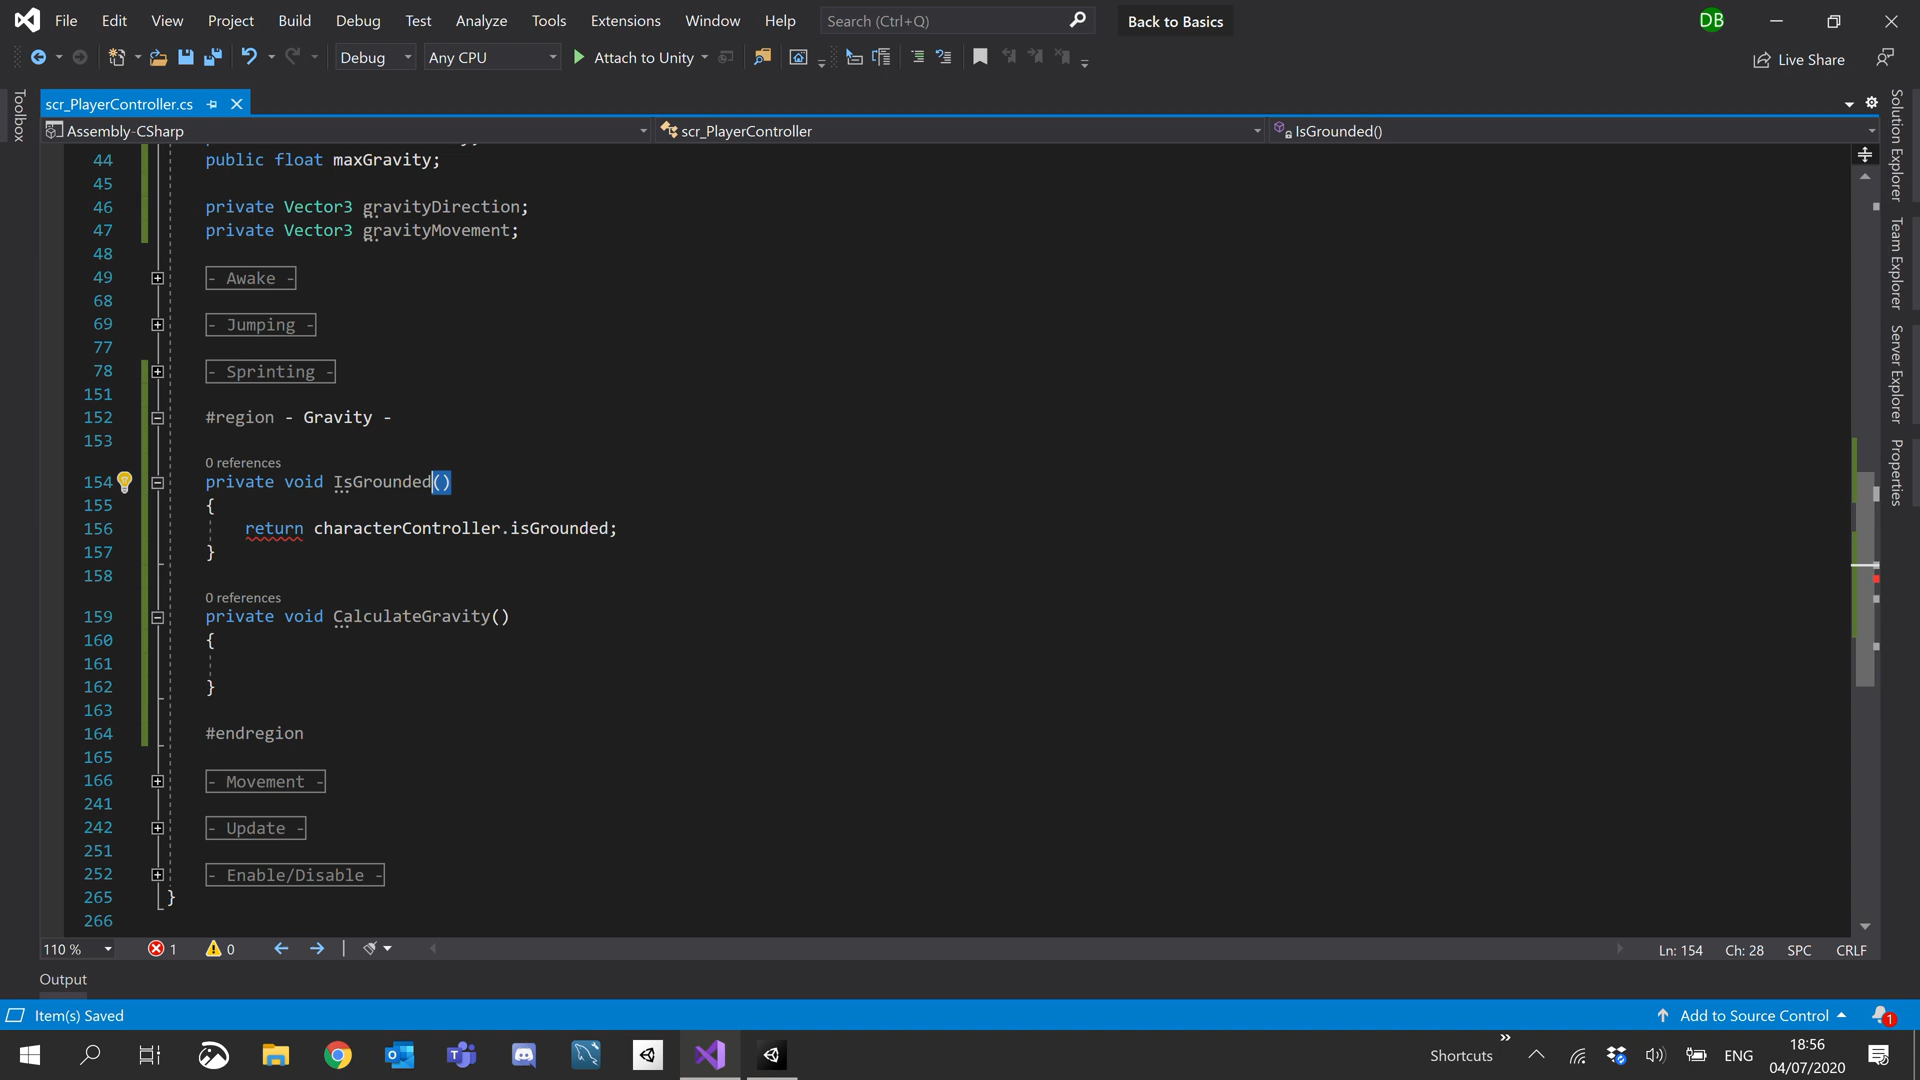 File Edit View Project Build Debug Test Analyze Tools Extensions Window Help Search (Ctrl+Q) Back to Basics DB
Debug Any CPU Attach to Unity Live Share
Toolbox
scr_PlayerController.cs
Assembly-CSharp scr_PlayerController IsGrounded()
44 public float maxGravity;
45
46 private Vector3 gravityDirection;
47 private Vector3 gravityMovement;
48
49 - Awake -
68
69 - Jumping -
77
78 - Sprinting -
151
152 #region - Gravity -
153
0 references
154 private void IsGrounded()
155 {
156 return characterController.isGrounded;
157 }
158
0 references
159 private void CalculateGravity()
160 {
161
162 }
163
164 #endregion
165
166 - Movement -
241
242 - Update -
251
252 - Enable/Disable -
265 }
266
Solution Explorer
Team Explorer
Server Explorer
Properties
110 % 1 0 Ln: 154 Ch: 28 SPC CRLF
Output
Item(s) Saved Add to Source Control 1
Shortcuts ENG 18:56
04/07/2020